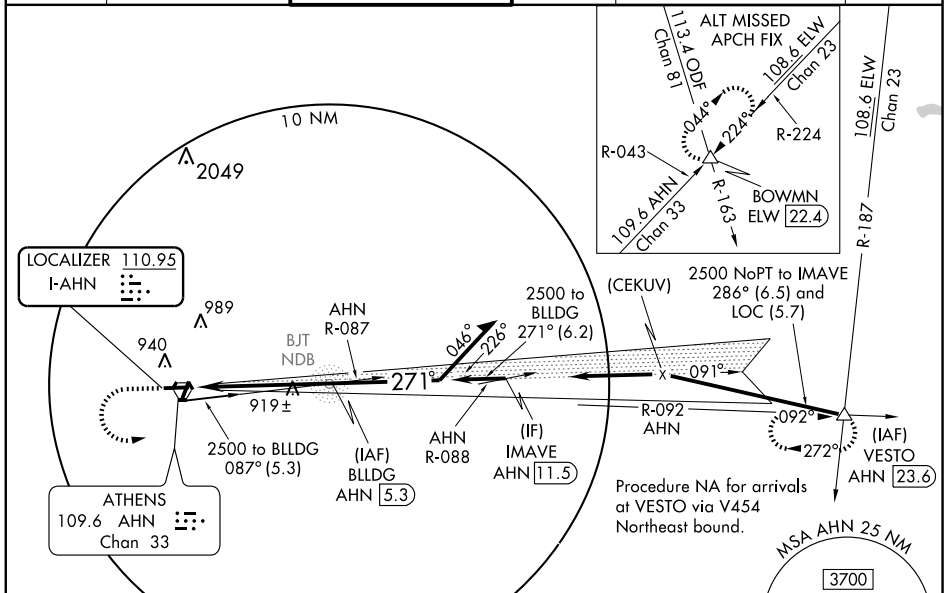 ALT MISSED
APCH FIX
113.4 ODF
Chan 81
108.6 ELW
Chan 23
044°
224°
R-224
R-043
BOWMN
ELW 22.4
R-163
109.6 AHN
Chan 33
108.6 ELW
Chan 23
R-187
10 NM
2049
LOCALIZER 110.95
I-AHN
989
940
919±
BJT
NDB
AHN
R-087
2500 to
BLLDG
271° (6.2)
046°
226°
271°
(CEKUV)
2500 NoPT to IMAVE
286° (6.5) and
LOC (5.7)
091°
X
R-092
AHN
092°
272°
2500 to BLLDG
087° (5.3)
(IAF)
BLLDG
AHN 5.3
AHN
R-088
(IF)
IMAVE
AHN 11.5
(IAF)
VESTO
AHN 23.6
Procedure NA for arrivals
at VESTO via V454
Northeast bound.
ATHENS
109.6 AHN
Chan 33
MSA AHN 25 NM
3700